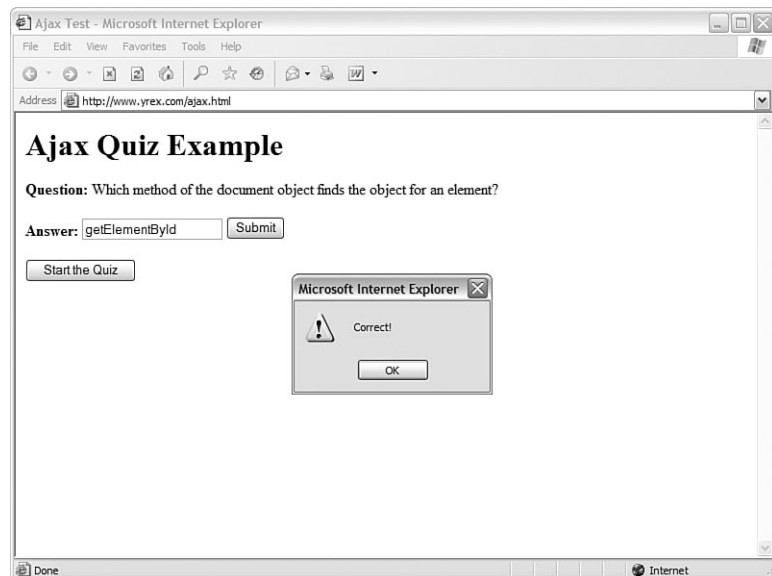 Ajax Test - Microsoft Internet Explorer
File Edit View Favorites Tools Help
Address http://www.yrex.com/ajax.html
Ajax Quiz Example
Question: Which method of the document object finds the object for an element?
Answer: getElementById Submit
Start the Quiz
Microsoft Internet Explorer
Correct!
OK
Done Internet